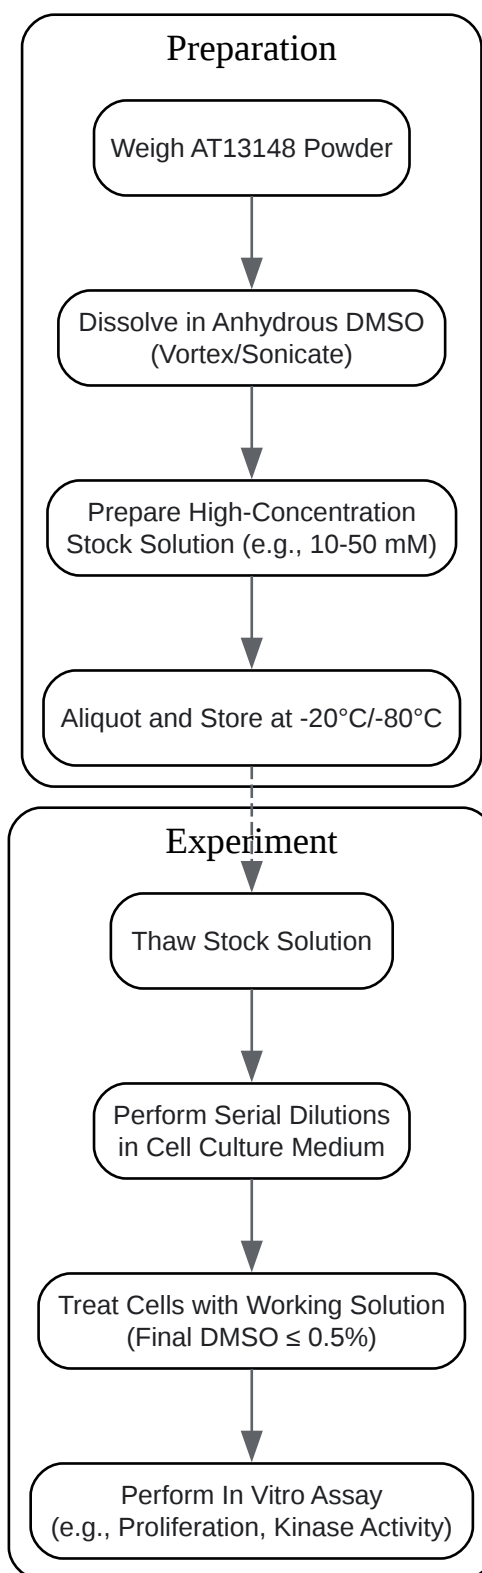 Preparation
Weigh AT13148 Powder
Dissolve in Anhydrous DMSO
(Vortex/Sonicate)
Prepare High-Concentration
Stock Solution (e.g., 10-50 mM)
Aliquot and Store at -20°C/-80°C
Experiment
Thaw Stock Solution
Perform Serial Dilutions
in Cell Culture Medium
Treat Cells with Working Solution
(Final DMSO ≤ 0.5%)
Perform In Vitro Assay
(e.g., Proliferation, Kinase Activity)